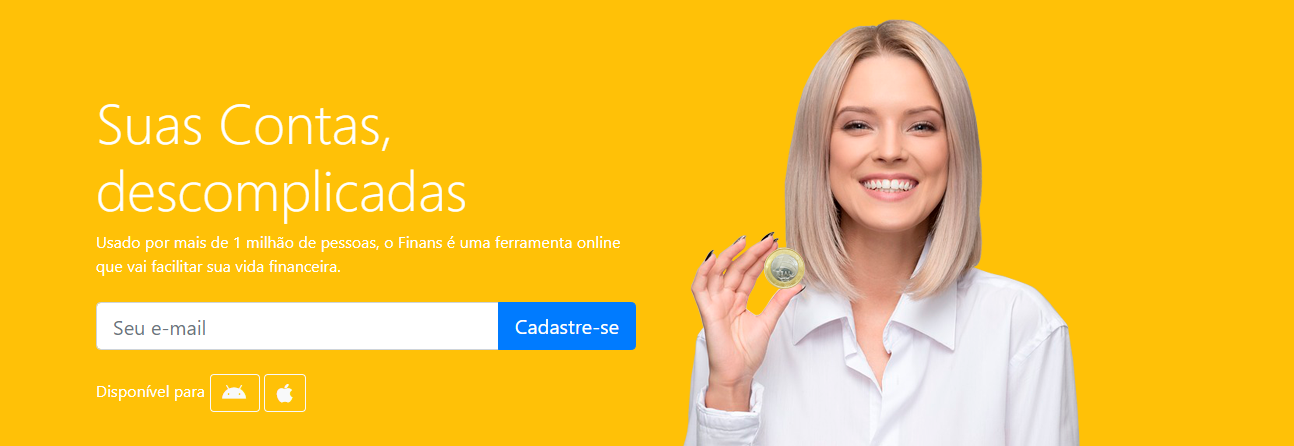 Suas Contas,
descomplicadas
Usado por mais de 1 milhão de pessoas, o Finans é uma ferramenta online
que vai facilitar sua vida financeira.
Seu e-mail
Cadastre-se
Disponível para